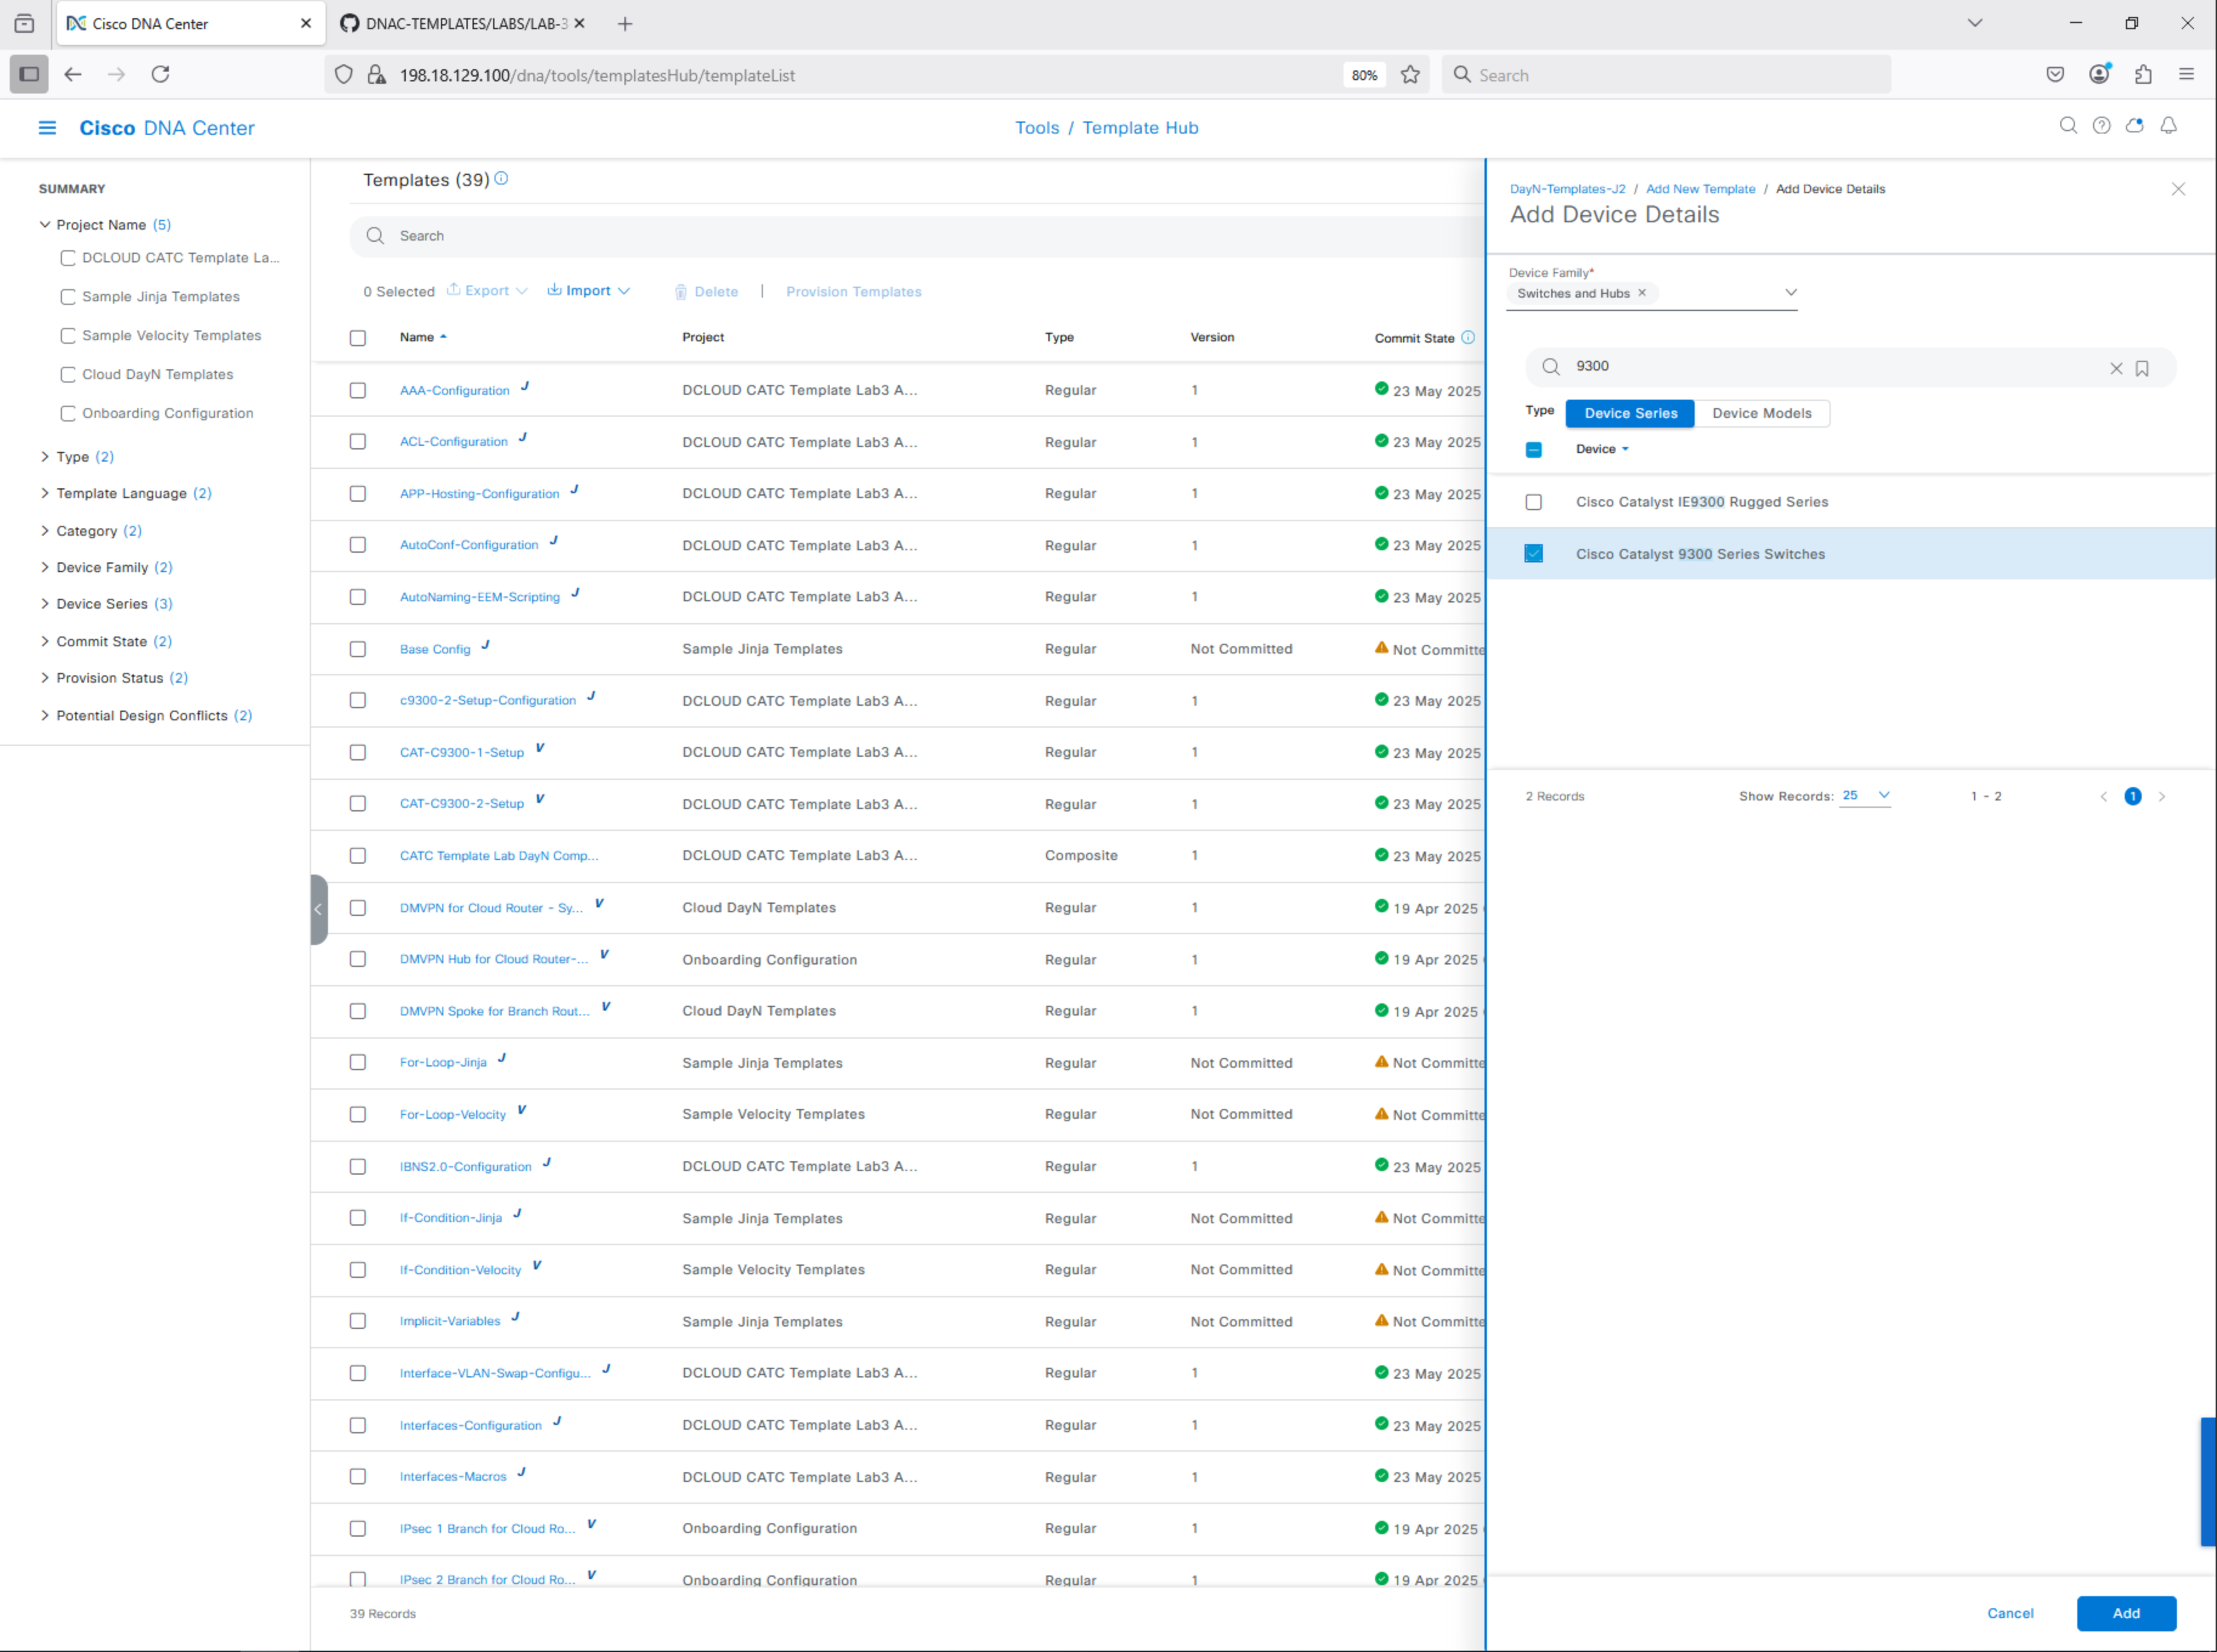 Cisco DNA Center
DNAC-TEMPLATES/LABS/LAB-3
198.18.129.100/dna/tools/templatesHub/templateList
80%
Search
Cisco DNA Center
Tools / Template Hub
SUMMARY
Project Name (5)
DCLOUD CATC Template La...
Sample Jinja Templates
Sample Velocity Templates
Cloud DayN Templates
Onboarding Configuration
Type (2)
Template Language (2)
Category (2)
Device Family (2)
Device Series (3)
Commit State (2)
Provision Status (2)
Potential Design Conflicts (2)
Templates (39)
Search
0 Selected Export Import Delete | Provision Templates
Name Project Type Version Commit State
AAA-Configuration J DCLOUD CATC Template Lab3 A... Regular 1 23 May 2025
ACL-Configuration J DCLOUD CATC Template Lab3 A... Regular 1 23 May 2025
APP-Hosting-Configuration J DCLOUD CATC Template Lab3 A... Regular 1 23 May 2025
AutoConf-Configuration J DCLOUD CATC Template Lab3 A... Regular 1 23 May 2025
AutoNaming-EEM-Scripting J DCLOUD CATC Template Lab3 A... Regular 1 23 May 2025
Base Config J Sample Jinja Templates Regular Not Committed Not Committe
c9300-2-Setup-Configuration J DCLOUD CATC Template Lab3 A... Regular 1 23 May 2025
CAT-C9300-1-Setup V DCLOUD CATC Template Lab3 A... Regular 1 23 May 2025
CAT-C9300-2-Setup V DCLOUD CATC Template Lab3 A... Regular 1 23 May 2025
CATC Template Lab DayN Comp... DCLOUD CATC Template Lab3 A... Composite 1 23 May 2025
DMVPN for Cloud Router - Sy... V Cloud DayN Templates Regular 1 19 Apr 2025
DMVPN Hub for Cloud Router-... V Onboarding Configuration Regular 1 19 Apr 2025
DMVPN Spoke for Branch Rout... V Cloud DayN Templates Regular 1 19 Apr 2025
For-Loop-Jinja J Sample Jinja Templates Regular Not Committed Not Committe
For-Loop-Velocity V Sample Velocity Templates Regular Not Committed Not Committe
IBNS2.0-Configuration J DCLOUD CATC Template Lab3 A... Regular 1 23 May 2025
If-Condition-Jinja J Sample Jinja Templates Regular Not Committed Not Committe
If-Condition-Velocity V Sample Velocity Templates Regular Not Committed Not Committe
Implicit-Variables J Sample Jinja Templates Regular Not Committed Not Committe
Interface-VLAN-Swap-Configu... J DCLOUD CATC Template Lab3 A... Regular 1 23 May 2025
Interfaces-Configuration J DCLOUD CATC Template Lab3 A... Regular 1 23 May 2025
Interfaces-Macros J DCLOUD CATC Template Lab3 A... Regular 1 23 May 2025
IPsec 1 Branch for Cloud Ro... V Onboarding Configuration Regular 1 19 Apr 2025
IPsec 2 Branch for Cloud Ro... V Onboarding Configuration Regular 1 19 Apr 2025
39 Records
DayN-Templates-J2 / Add New Template / Add Device Details
Add Device Details
Device Family*
Switches and Hubs
9300
Type Device Series Device Models
Device
Cisco Catalyst IE9300 Rugged Series
Cisco Catalyst 9300 Series Switches
2 Records Show Records: 25 1 - 2 1
Cancel Add